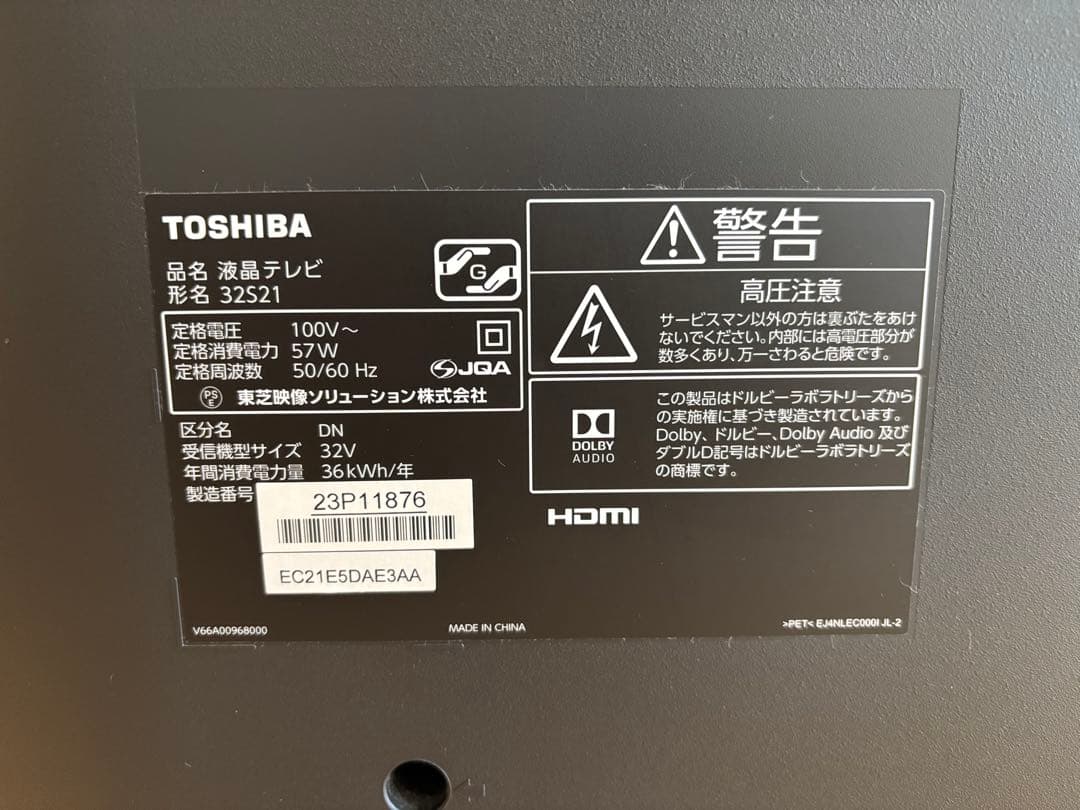 TOSHIBA
品名 液晶テレビ
形名 32S21
G
定格電圧 100V～
定格消費電力 57W
定格周波数 50/60 Hz
JQA
PS
E
東芝映像ソリューション株式会社
区分名 DN
受信機型サイズ 32V
年間消費電力量 36kWh/年
製造番号
23P11876
EC21E5DAE3AA
V66A00968000
MADE IN CHINA
警告
高圧注意
サービスマン以外の方は裏ぶたをあけ
ないでください。内部には高電圧部分が
数多くあり、万一さわると危険です。
DOLBY
AUDIO
この製品はドルビーラボラトリーズから
の実施権に基づき製造されています。
Dolby、ドルビー、Dolby Audio 及び
ダブルD記号はドルビーラボラトリーズ
の商標です。
HDMI
>PET< EJ4NLEC000I JL-2